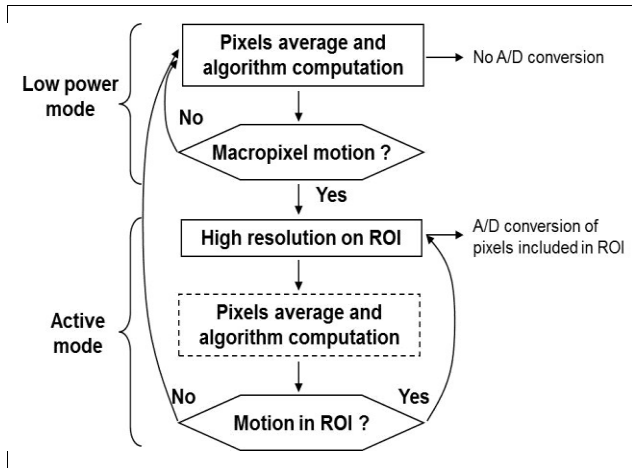 Pixels average and
algorithm computation
No A/D conversion
Low power
mode
No
Macropixel motion ?
Yes
High resolution on ROI
A/D conversion of
pixels included in ROI
Pixels average and
algorithm computation
Active
mode
No
Yes
Motion in ROI ?